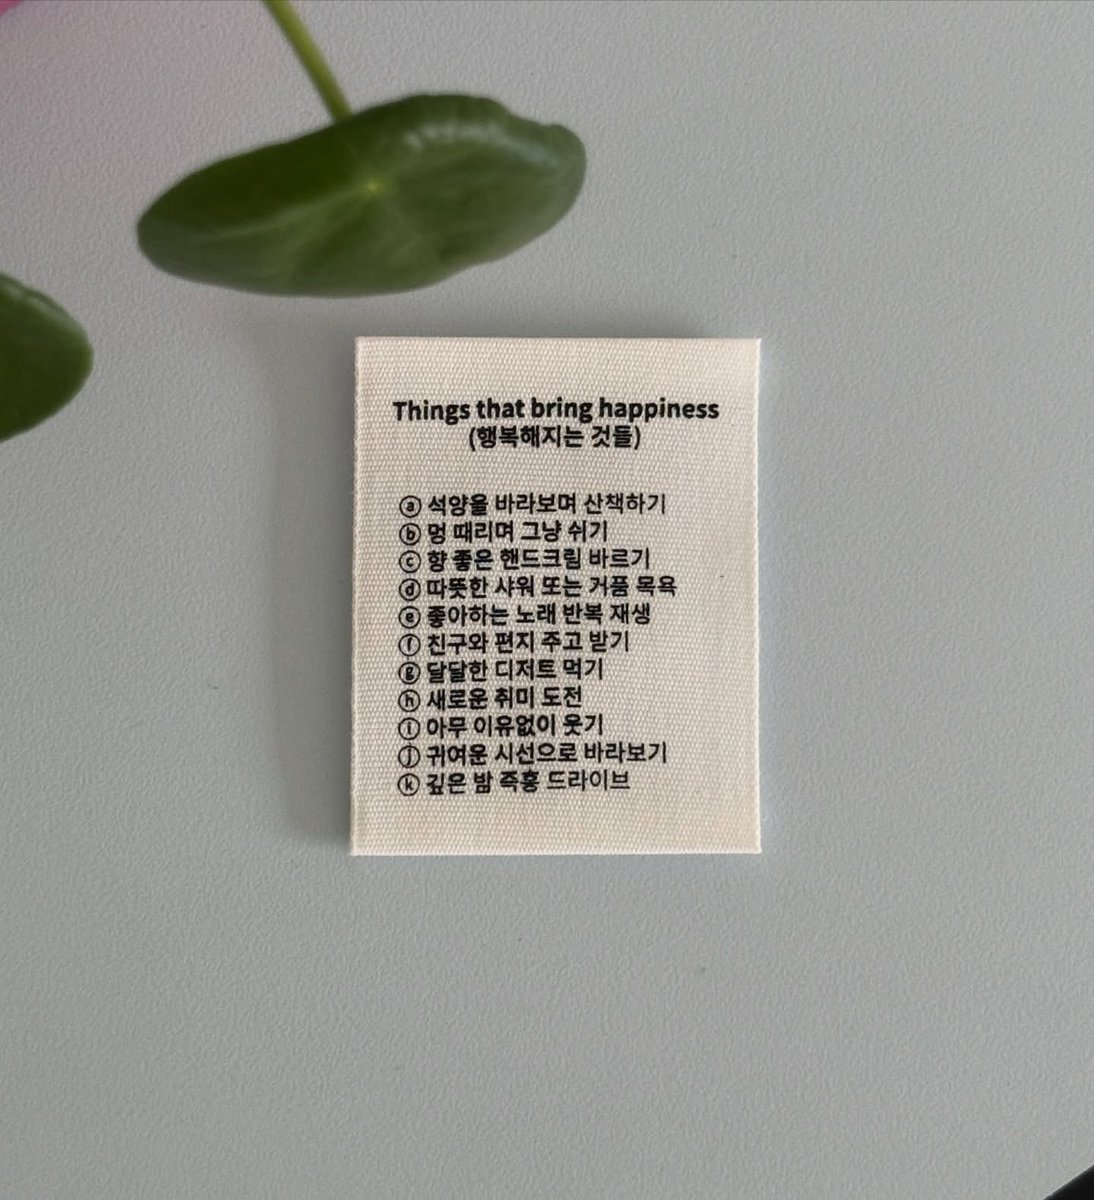 Things that bring happiness
(행복해지는 것들)
ⓐ 석양을 바라보며 산책하기
ⓑ 멍 때리며 그냥 쉬기
ⓒ 향 좋은 핸드크림 바르기
ⓓ 따뜻한 샤워 또는 거품 목욕
ⓔ 좋아하는 노래 반복 재생
ⓕ 친구와 편지 주고 받기
ⓖ 달달한 디저트 먹기
ⓗ 새로운 취미 도전
ⓘ 아무 이유없이 웃기
ⓙ 귀여운 시선으로 바라보기
ⓚ 깊은 밤 즉흥 드라이브